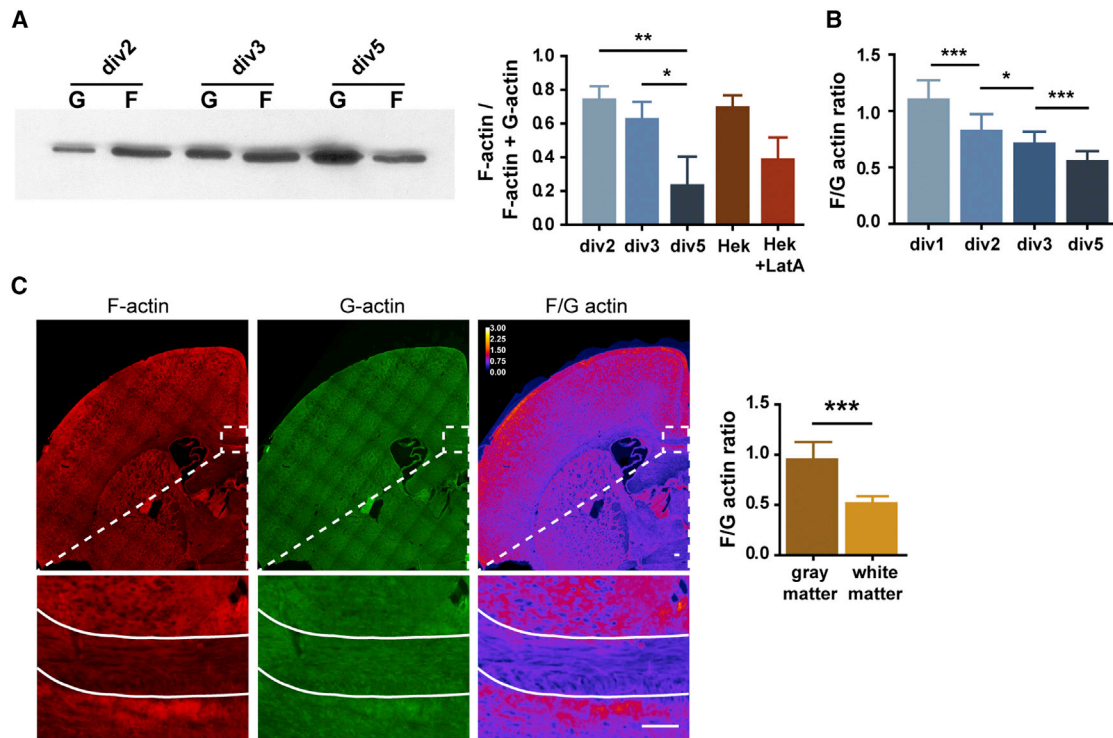 A
div2 div3 div5
G F G F G F
F-actin /
F-actin + G-actin
1.0
0.8
0.6
0.4
0.2
0.0
** 
*
div2 div3 div5 Hek Hek
+LatA
B
F/G actin ratio
1.5
1.0
0.5
0.0
***
*
***
div1 div2 div3 div5
C
F-actin G-actin F/G actin
3.00
2.25
1.50
0.75
0.00
F/G actin ratio
1.5
1.0
0.5
0.0
***
gray white
matter matter